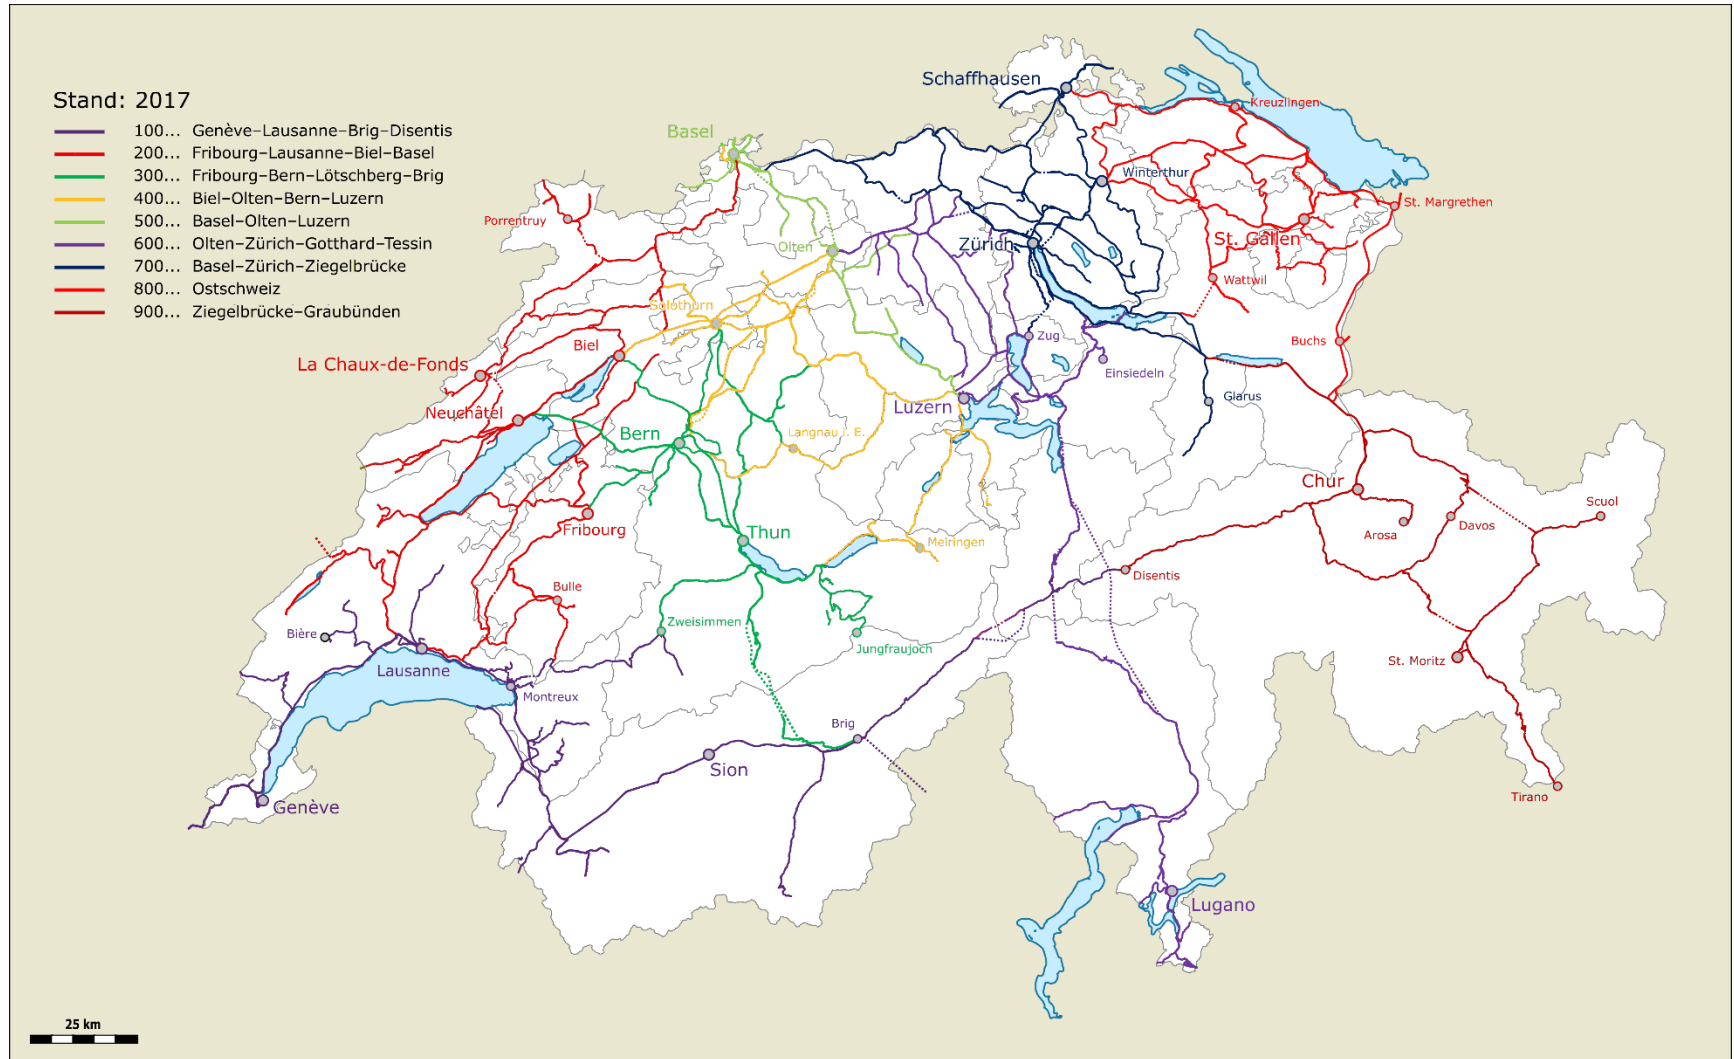 Stand: 2017
100... Genève–Lausanne–Brig–Disentis
200... Fribourg–Lausanne–Biel–Basel
300... Fribourg–Bern–Lötschberg–Brig
400... Biel–Olten–Bern–Luzern
500... Basel–Olten–Luzern
600... Olten–Zürich–Gotthard–Tessin
700... Basel–Zürich–Ziegelbrücke
800... Ostschweiz
900... Ziegelbrücke–Graubünden
Schaffhausen
Kreuzlingen
Basel
Winterthur
St. Margrethen
Porrentruy
Olten
Zürich
St. Gallen
Wattwil
Solothurn
Biel
Zug
Buchs
La Chaux-de-Fonds
Einsiedeln
Glarus
Neuchâtel
Luzern
Bern
Langnau i. E.
Chur
Scuol
Fribourg
Thun
Arosa
Davos
Meiringen
Disentis
Bulle
Bière
Zweisimmen
Jungfraujoch
St. Moritz
Lausanne
Montreux
Brig
Sion
Tirano
Genève
Lugano
25 km